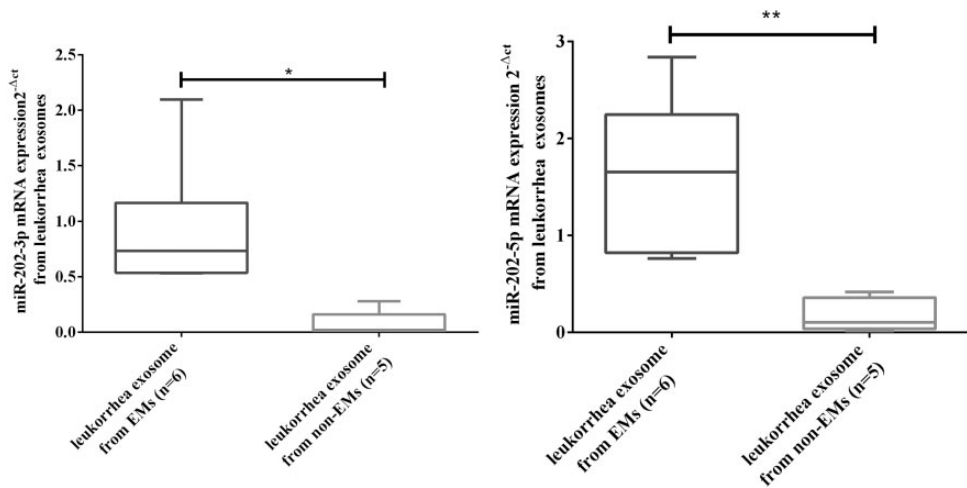 miR-202-3p mRNA expression2^-Δct
from leukorrhea exosomes
2.5
2.0
1.5
1.0
0.5
0.0
*
leukorrhea exosome
from EMs (n=6)
leukorrhea exosome
from non-EMs (n=5)
miR-202-5p mRNA expression 2^-Δct
from leukorrhea exosomes
3
2
1
0
**
leukorrhea exosome
from EMs (n=6)
leukorrhea exosome
from non-EMs (n=5)